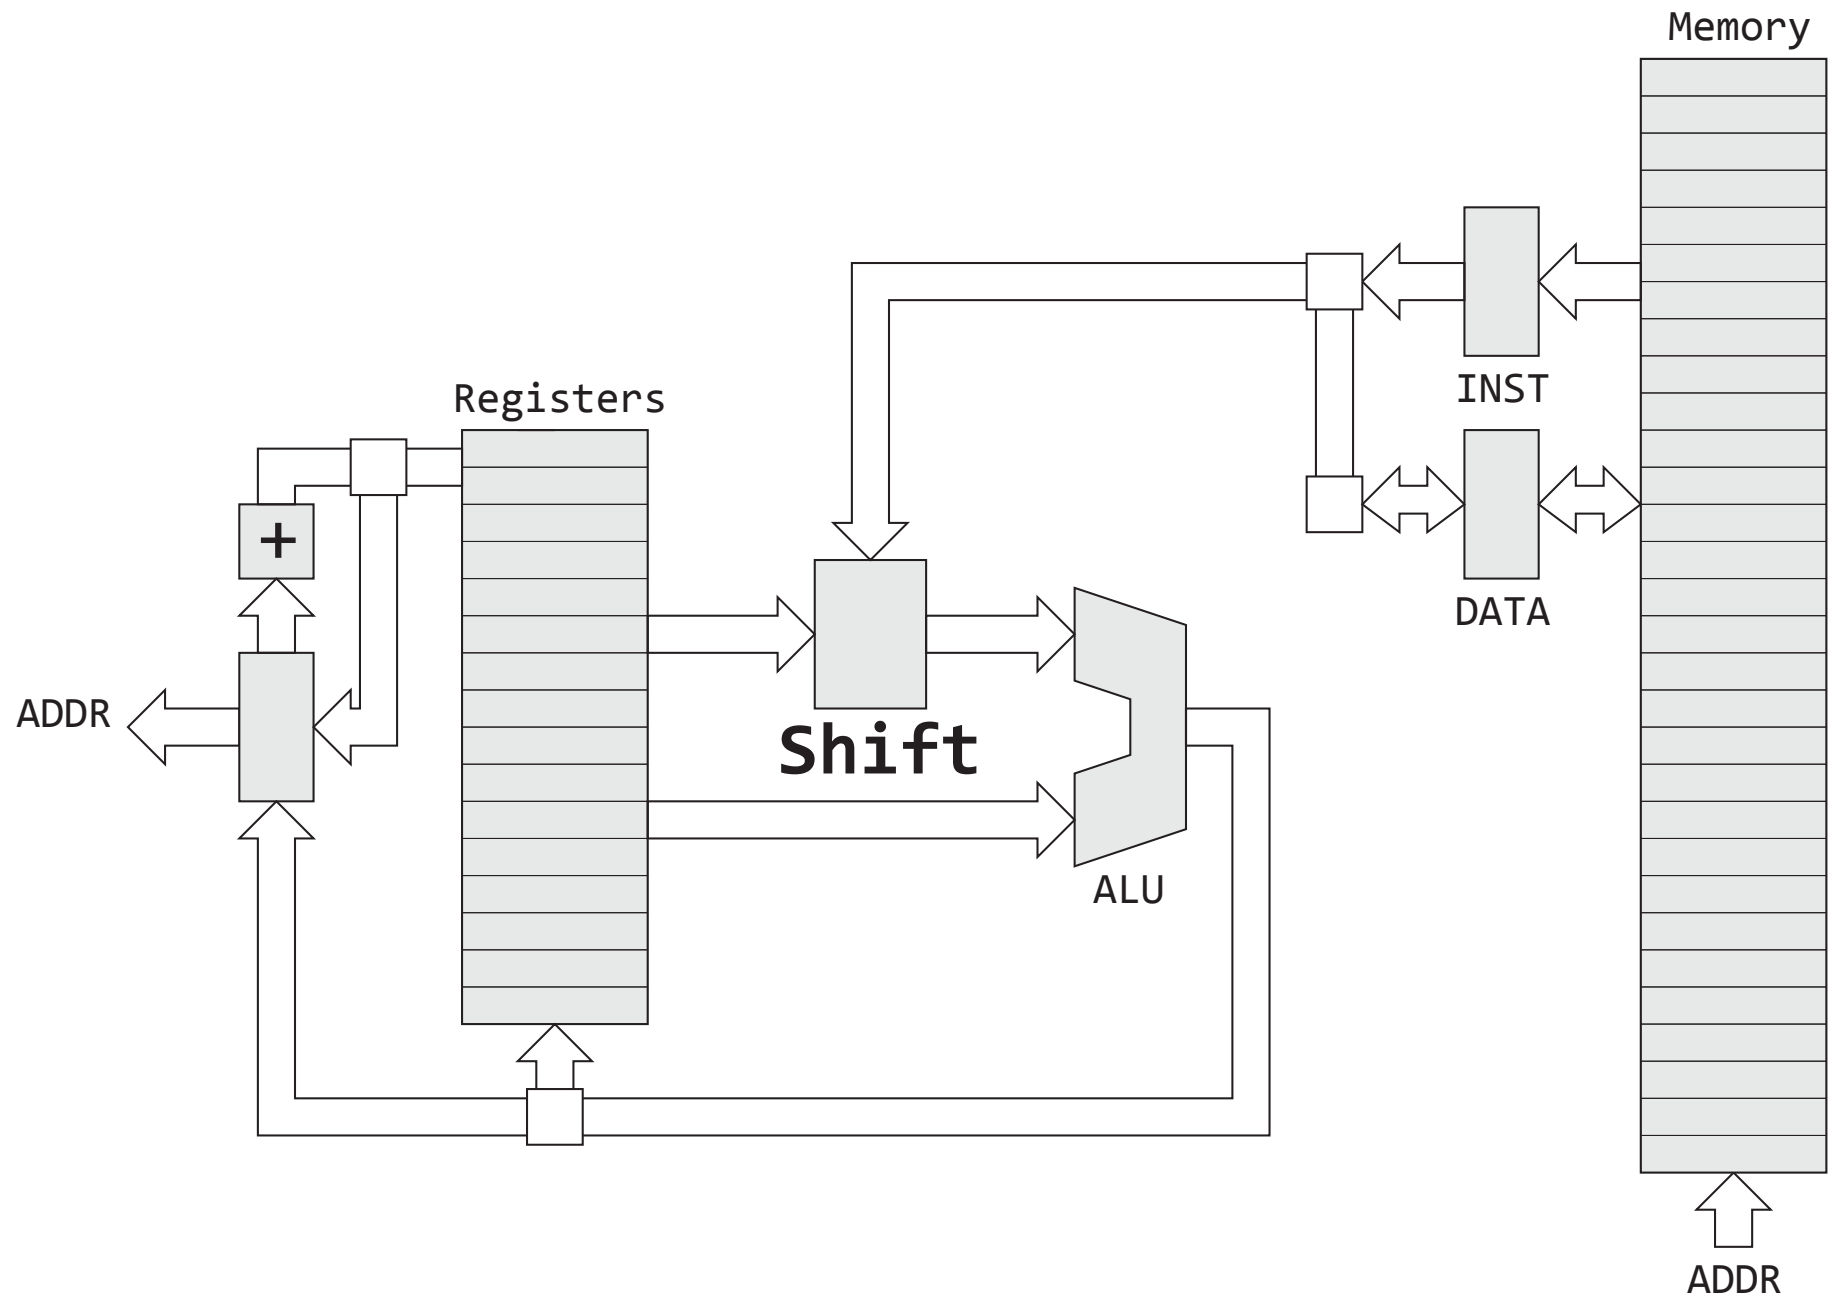 Memory
INST
Registers
+
DATA
ADDR
Shift
ALU
ADDR